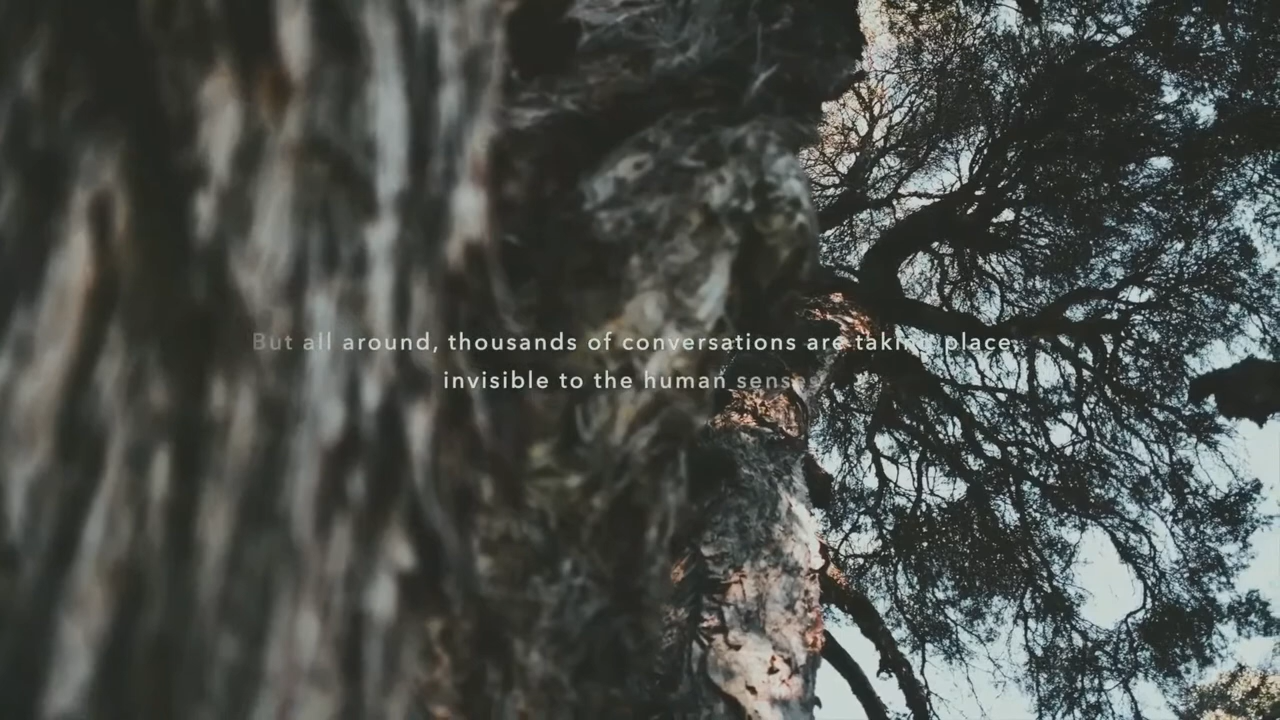 But all around, thousands of conversations are taking place
invisible to the human senses